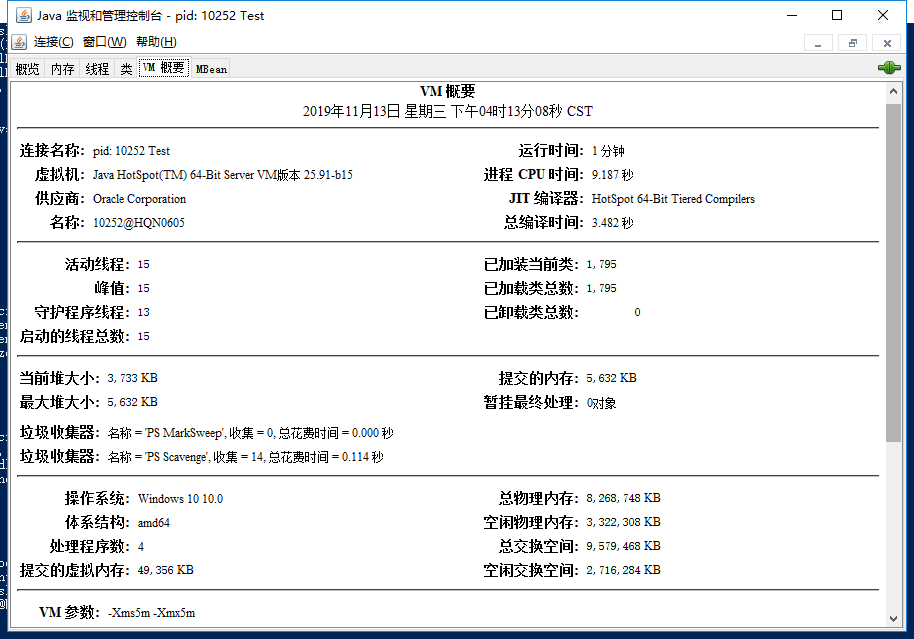 Java 监视和管理控制台 - pid: 10252 Test
连接(C) 窗口(W) 帮助(H)
概览 内存 线程 类 VM 概要 MBean
VM 概要
2019年11月13日 星期三 下午04时13分08秒 CST
连接名称: pid: 10252 Test 运行时间: 1 分钟
虚拟机: Java HotSpot(TM) 64-Bit Server VM版本 25.91-b15 进程 CPU 时间: 9.187 秒
供应商: Oracle Corporation JIT 编译器: HotSpot 64-Bit Tiered Compilers
名称: 10252@HQN0605 总编译时间: 3.482 秒
活动线程: 15 已加装当前类: 1,795
峰值: 15 已加载类总数: 1,795
守护程序线程: 13 已卸载类总数: 0
启动的线程总数: 15
当前堆大小: 3,733 KB 提交的内存: 5,632 KB
最大堆大小: 5,632 KB 暂挂最终处理: 0对象
垃圾收集器: 名称 = 'PS MarkSweep', 收集 = 0, 总花费时间 = 0.000 秒
垃圾收集器: 名称 = 'PS Scavenge', 收集 = 14, 总花费时间 = 0.114 秒
操作系统: Windows 10 10.0 总物理内存: 8,268,748 KB
体系结构: amd64 空闲物理内存: 3,322,308 KB
处理程序数: 4 总交换空间: 9,579,468 KB
提交的虚拟内存: 49,356 KB 空闲交换空间: 2,716,284 KB
VM 参数: -Xms5m -Xmx5m